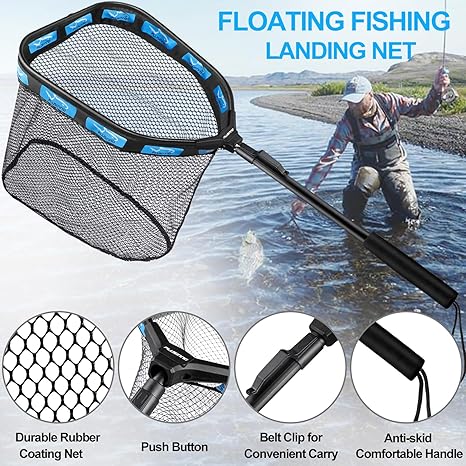 FLOATING FISHING
LANDING NET
Durable Rubber
Coating Net
Push Button
Belt Clip for
Convenient Carry
Anti-skid
Comfortable Handle